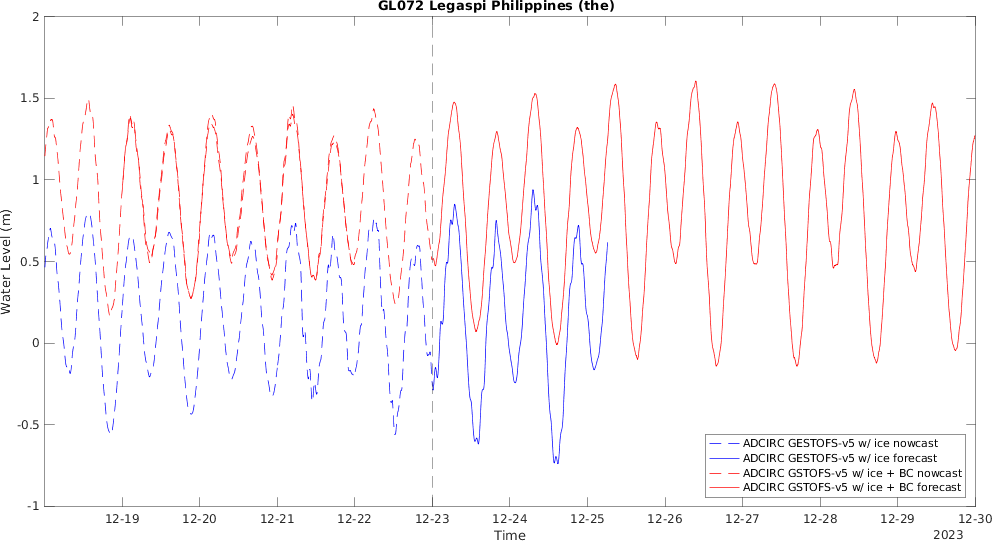 GL072 Legaspi Philippines (the)
2
1.5
1
0.5
0
-0.5
-1
Water Level (m)
12-19 12-20 12-21 12-22 12-23 12-24 12-25 12-26 12-27 12-28 12-29 12-30
Time
2023
ADCIRC GESTOFS-v5 w/ ice nowcast
ADCIRC GESTOFS-v5 w/ ice forecast
ADCIRC GSTOFS-v5 w/ ice + BC nowcast
ADCIRC GSTOFS-v5 w/ ice + BC forecast